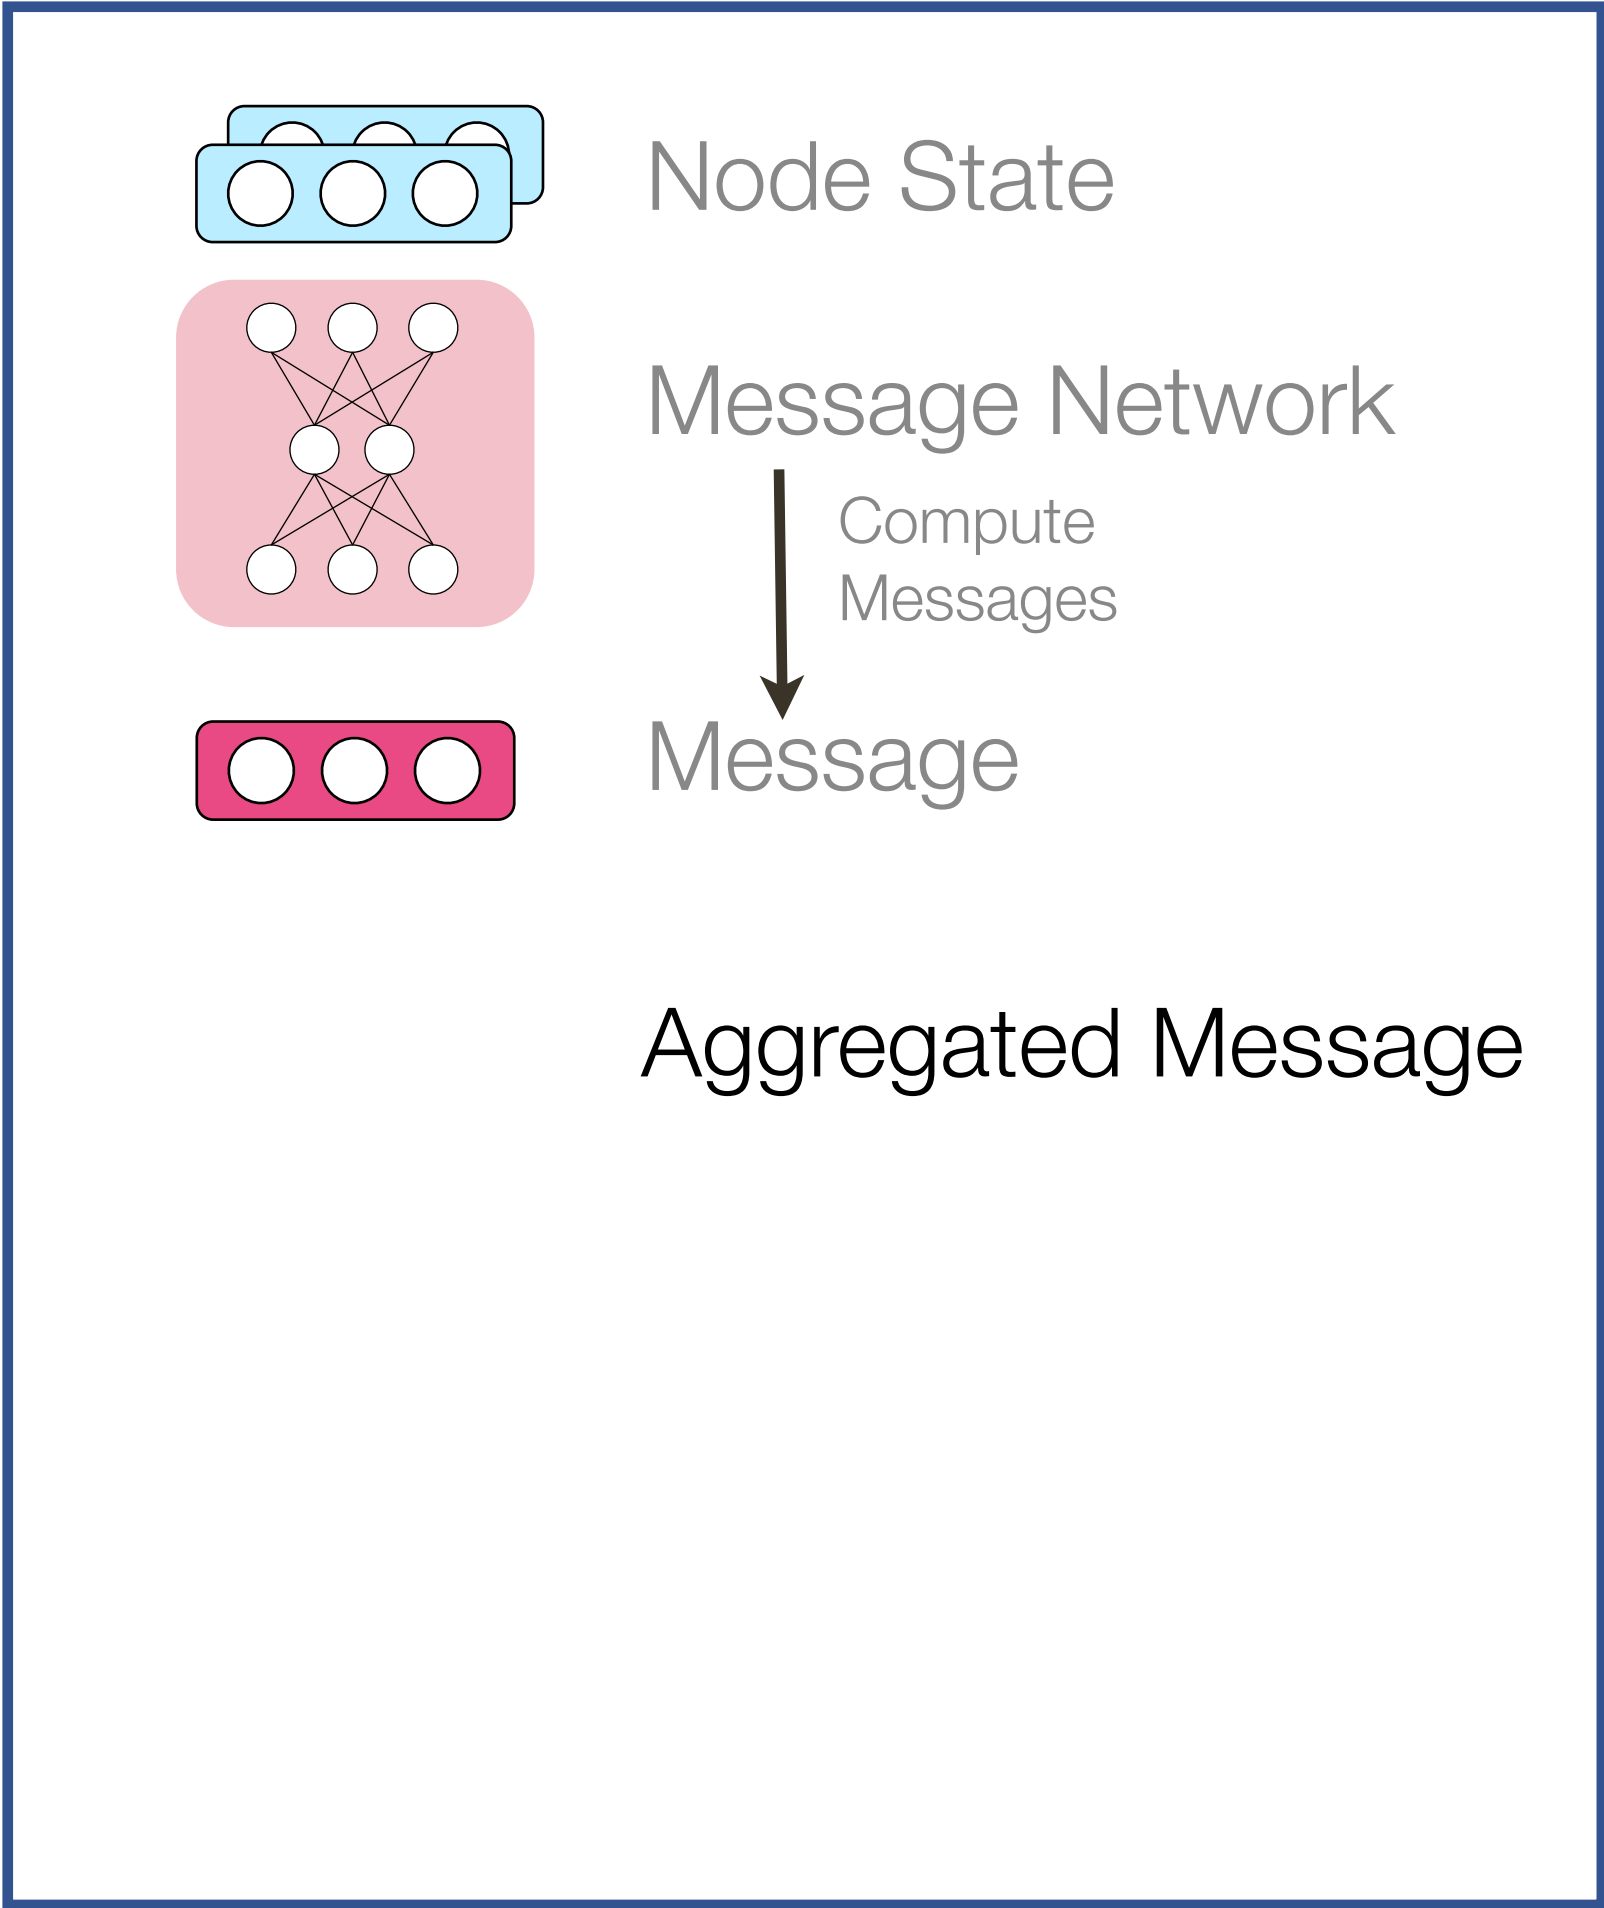 Node State
Message Network
Compute
Messages
Message
Aggregated Message